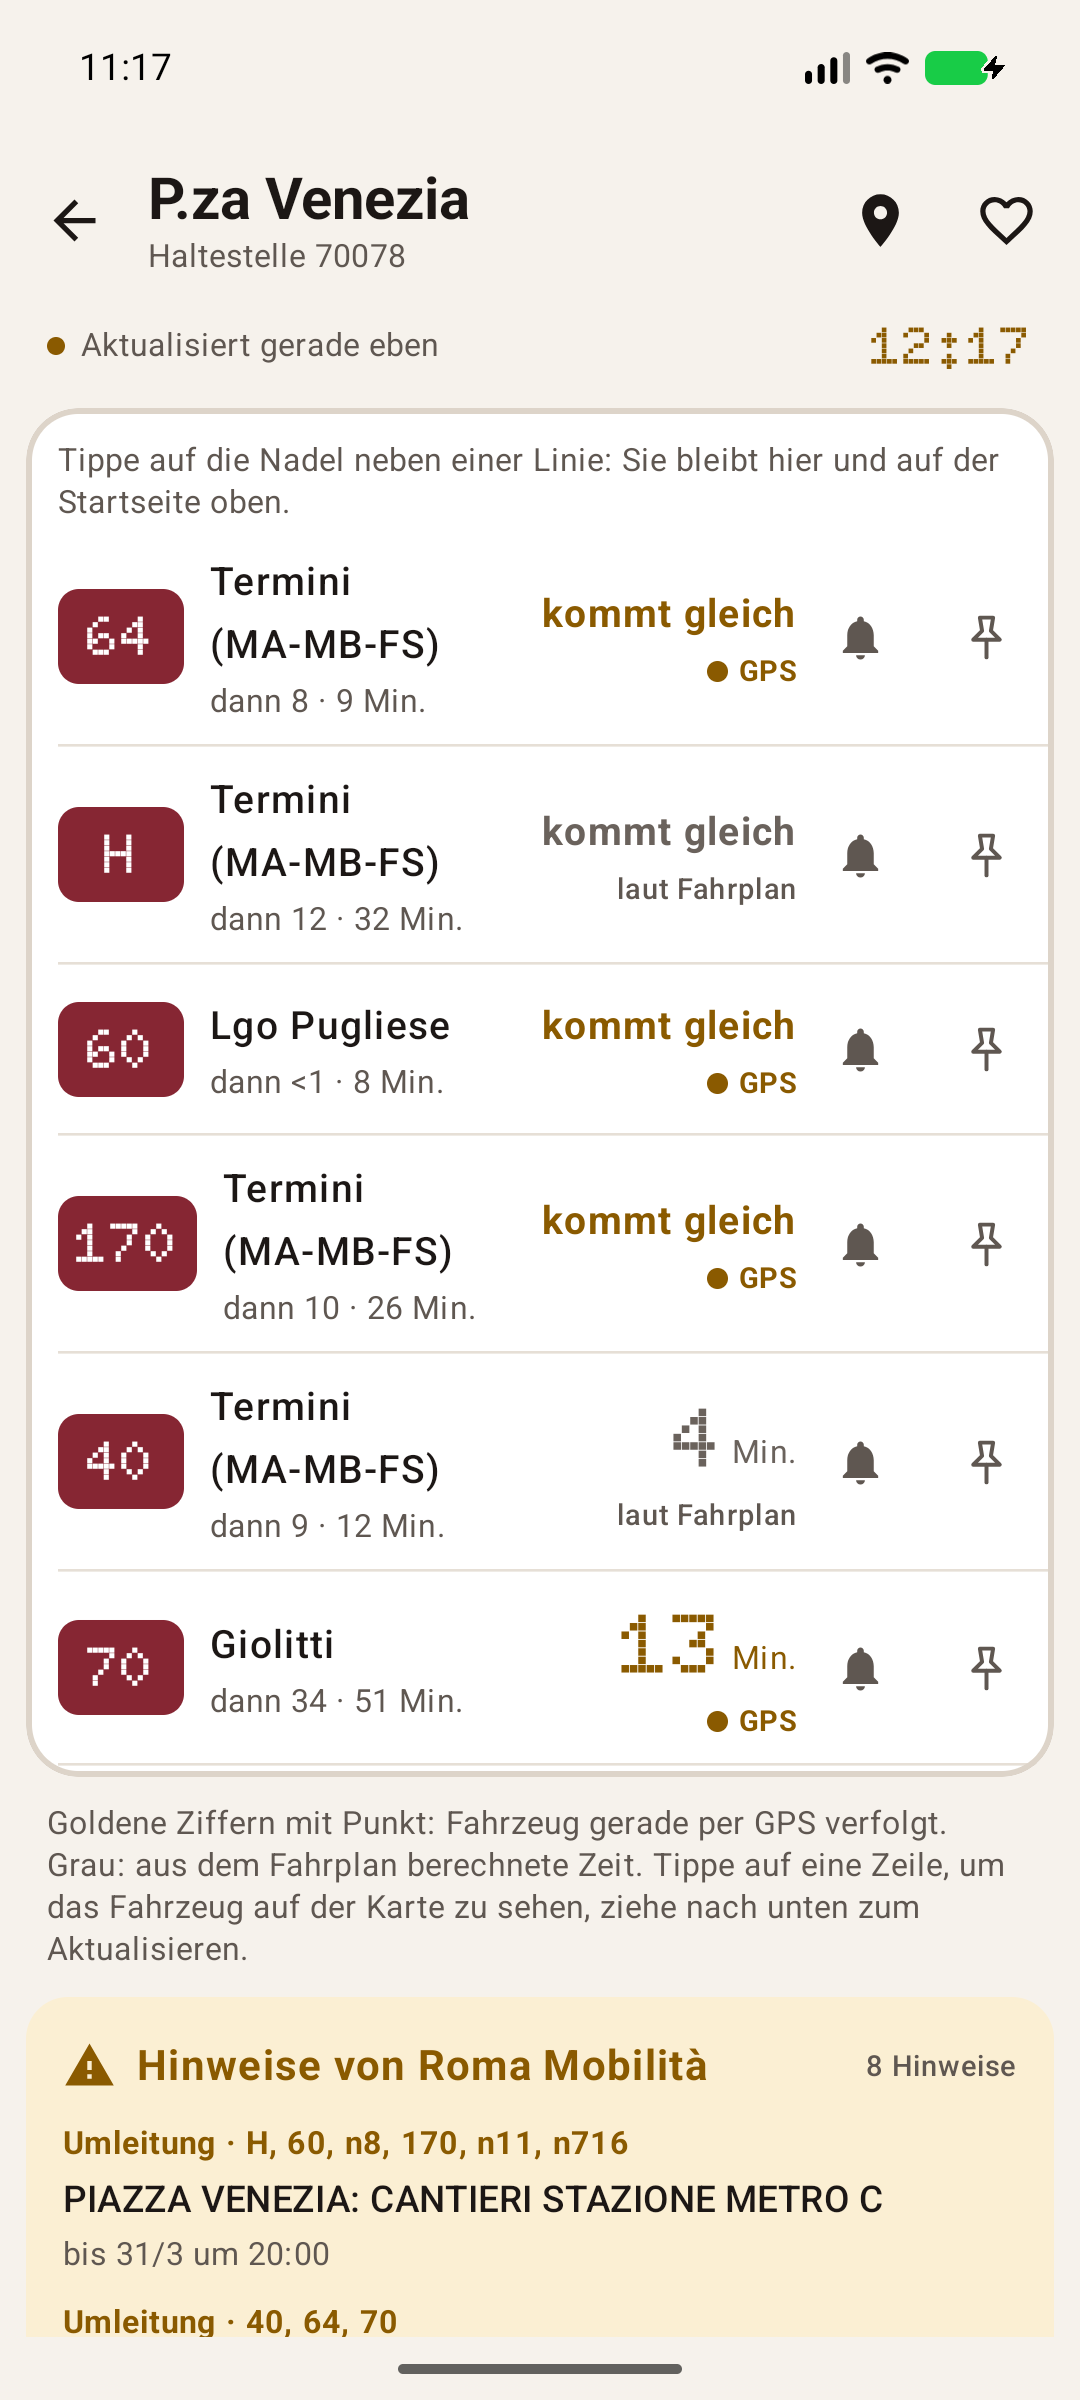 11:17
P.za Venezia
Haltestelle 70078
Aktualisiert gerade eben
12:17
Tippe auf die Nadel neben einer Linie: Sie bleibt hier und auf der
Startseite oben.
64
Termini
(MA-MB-FS)
dann 8 · 9 Min.
kommt gleich
GPS
H
Termini
(MA-MB-FS)
dann 12 · 32 Min.
kommt gleich
laut Fahrplan
60
Lgo Pugliese
dann <1 · 8 Min.
kommt gleich
GPS
170
Termini
(MA-MB-FS)
dann 10 · 26 Min.
kommt gleich
GPS
40
Termini
(MA-MB-FS)
dann 9 · 12 Min.
4 Min.
laut Fahrplan
70
Giolitti
dann 34 · 51 Min.
13 Min.
GPS
Goldene Ziffern mit Punkt: Fahrzeug gerade per GPS verfolgt.
Grau: aus dem Fahrplan berechnete Zeit. Tippe auf eine Zeile, um
das Fahrzeug auf der Karte zu sehen, ziehe nach unten zum
Aktualisieren.
Hinweise von Roma Mobilità
8 Hinweise
Umleitung · H, 60, n8, 170, n11, n716
PIAZZA VENEZIA: CANTIERI STAZIONE METRO C
bis 31/3 um 20:00
Umleitung · 40, 64, 70